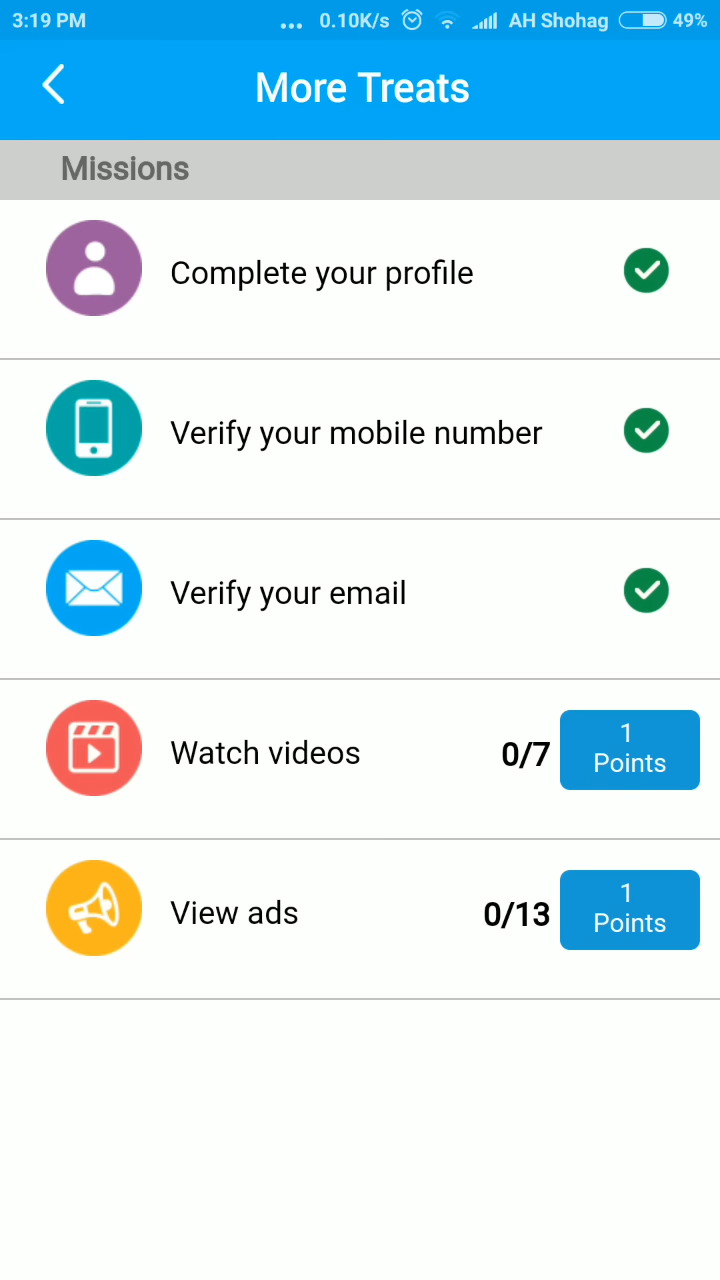 3:19 PM ... 0.10K/s AH Shohag 49%
More Treats
Missions
Complete your profile
Verify your mobile number
Verify your email
Watch videos 0/7 1
Points
View ads 0/13 1
Points